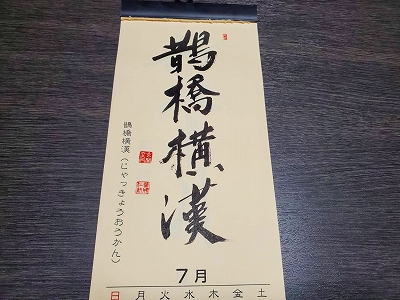 鵲橋横漢
鵲橋横漢(じゃっきょうおうかん)
7月
日 月 火 水 木 金 土